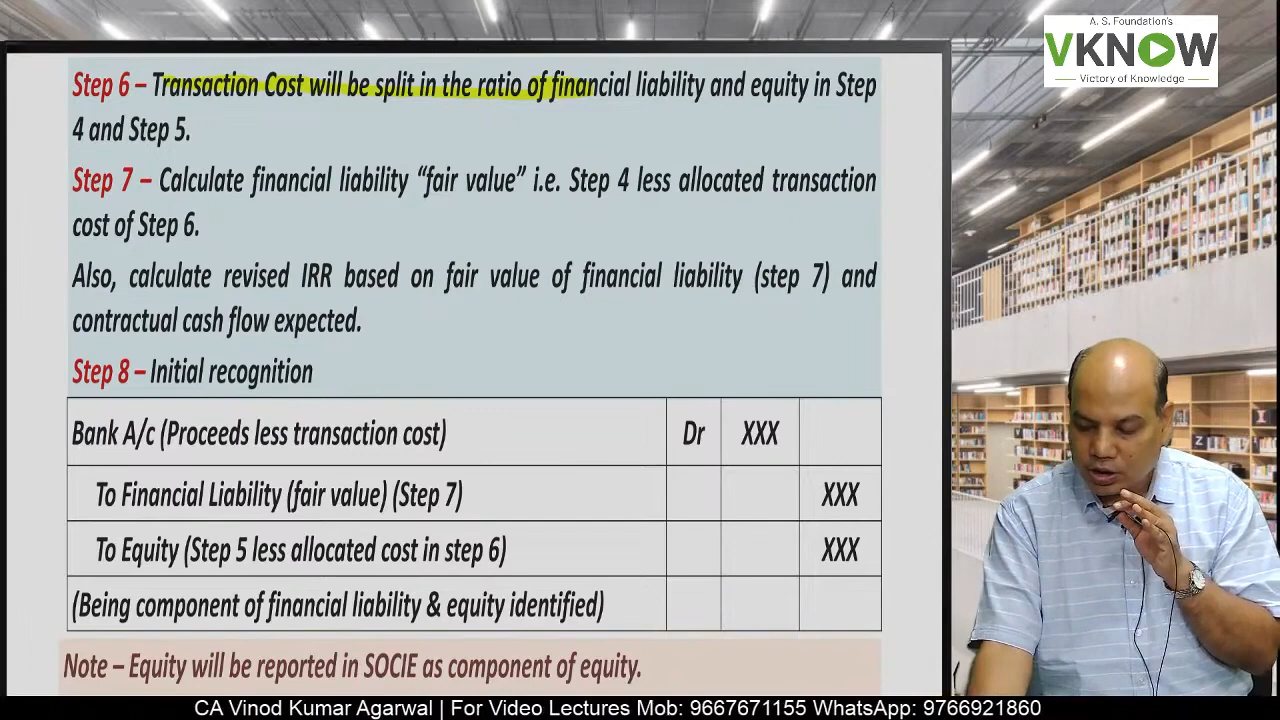 A. S. Foundation's
VKNOW
Victory of Knowledge
Step 6 – Transaction Cost will be split in the ratio of financial liability and equity in Step
4 and Step 5.
Step 7 – Calculate financial liability “fair value” i.e. Step 4 less allocated transaction
cost of Step 6.
Also, calculate revised IRR based on fair value of financial liability (step 7) and
contractual cash flow expected.
Step 8 – Initial recognition
Bank A/c (Proceeds less transaction cost) Dr XXX
To Financial Liability (fair value) (Step 7) XXX
To Equity (Step 5 less allocated cost in step 6) XXX
(Being component of financial liability & equity identified)
Note – Equity will be reported in SOCIE as component of equity.
CA Vinod Kumar Agarwal | For Video Lectures Mob: 9667671155 WhatsApp: 9766921860